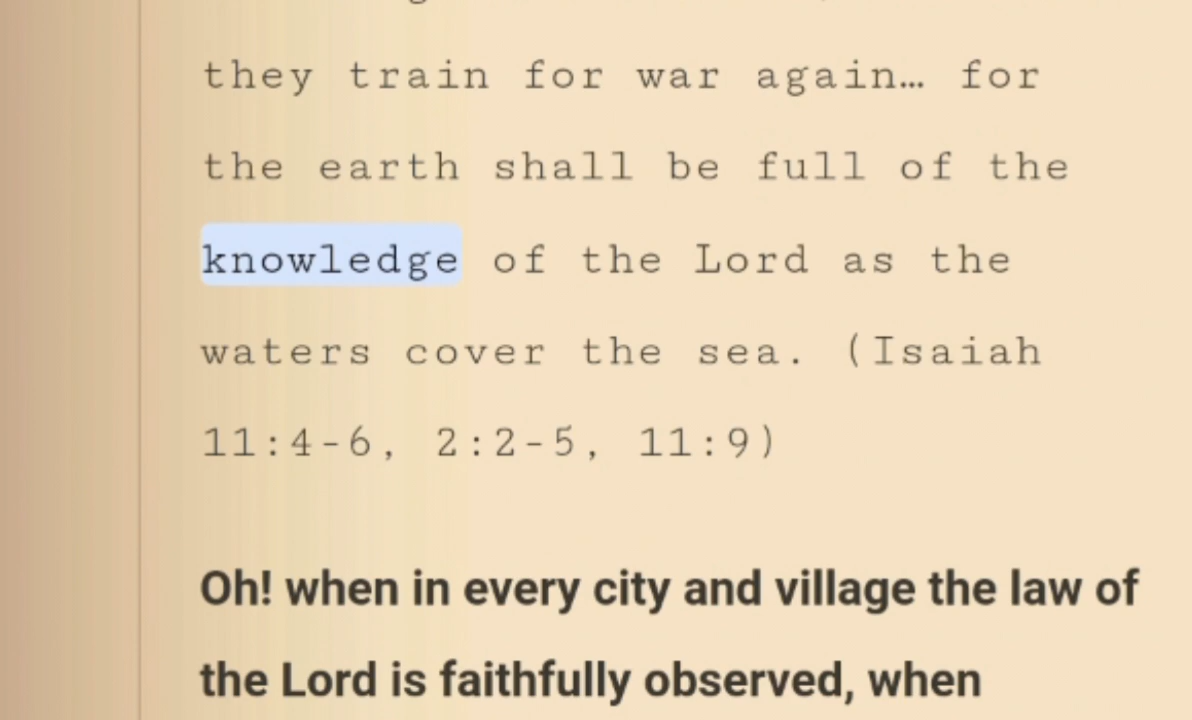 they train for war again… for
the earth shall be full of the
knowledge of the Lord as the
waters cover the sea. (Isaiah
11:4-6, 2:2-5, 11:9)
Oh! when in every city and village the law of
the Lord is faithfully observed, when